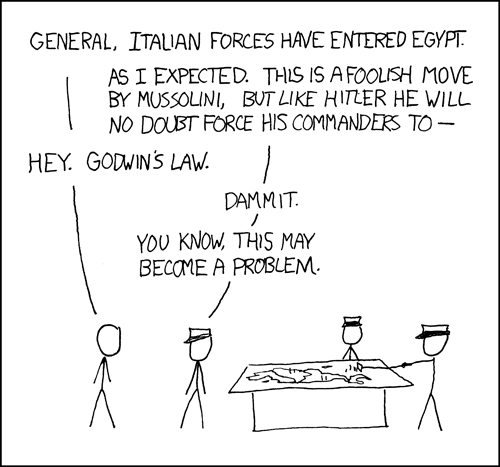 GENERAL, ITALIAN FORCES HAVE ENTERED EGYPT.
AS I EXPECTED. THIS IS A FOOLISH MOVE
BY MUSSOLINI, BUT LIKE HITLER HE WILL
NO DOUBT FORCE HIS COMMANDERS TO —
HEY. GODWIN'S LAW.
DAMMIT.
YOU KNOW, THIS MAY
BECOME A PROBLEM.